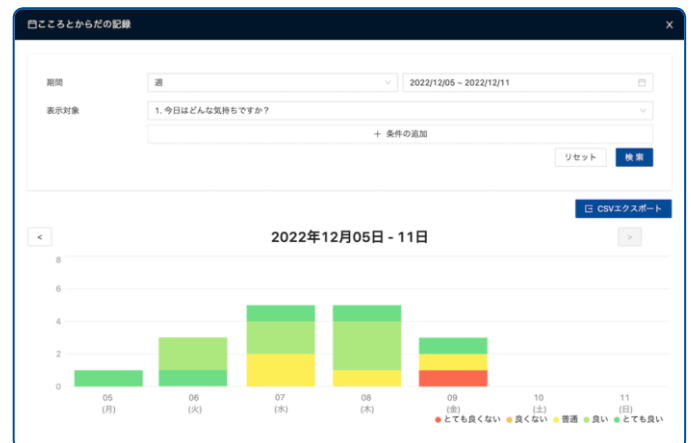 こころとからだの記録 ×
期間 週 2022/12/05 ~ 2022/12/11
表示対象 1. 今日はどんな気持ちですか？
+ 条件の追加
リセット 検索
CSVエクスポート
< 2022年12月05日 - 11日 >
8
6
4
2
0
05 06 07 08 09 10 11
(月) (火) (水) (木) (金) (土) (日)
とても良くない 良くない 普通 良い とても良い